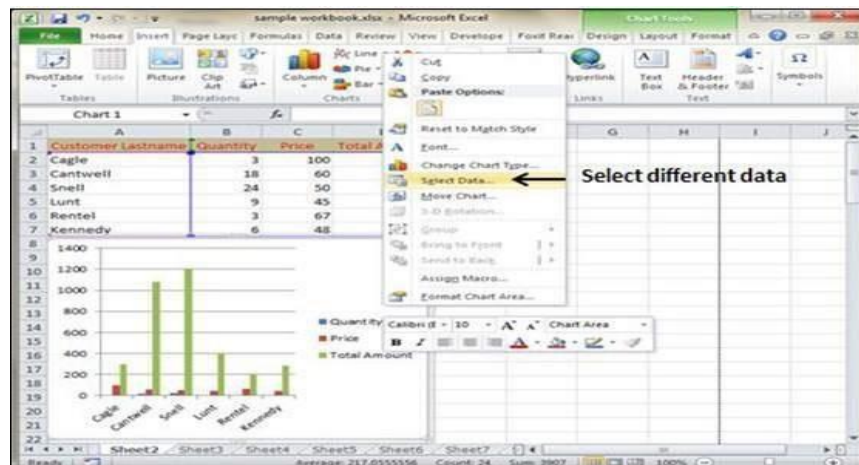 sample workbook.xlsx - Microsoft Excel
Chart Tools
File Home Insert Page Layc Formulas Data Review View Develope Foxit Rear Design Layout Format
PivotTable Table Picture Clip Art Column Line Pie Bar Hyperlink Text Box Header & Footer Symbols
Tables Illustrations Charts Links Text
Chart 1 fx
A B C G H I J
1 Customer Lastname Quantity Price Total A
2 Cagle 3 100
3 Cantwell 18 60
4 Snell 24 50
5 Lunt 9 45
6 Rentel 3 67
7 Kennedy 6 48
8
9
10
11
12
13
14
15
16
17
18
19
20
21
22
Cut
Copy
Paste Options:
Reset to Match Style
Font...
Change Chart Type...
Select Data...
Move Chart...
3-D Rotation...
Group
Bring to Front
Send to Back
Assign Macro...
Format Chart Area...
Select different data
Calibri (E 10 A A Chart Area
B I A
1400
1200
1000
800
600
400
200
0
Cagle Cantwell Snell Lunt Rentel Kennedy
Quantity
Price
Total Amount
Sheet2 Sheet3 Sheet4 Sheet5 Sheet6 Sheet7
Ready Average: 217.0555556 Count: 24 Sum: 3907 100%